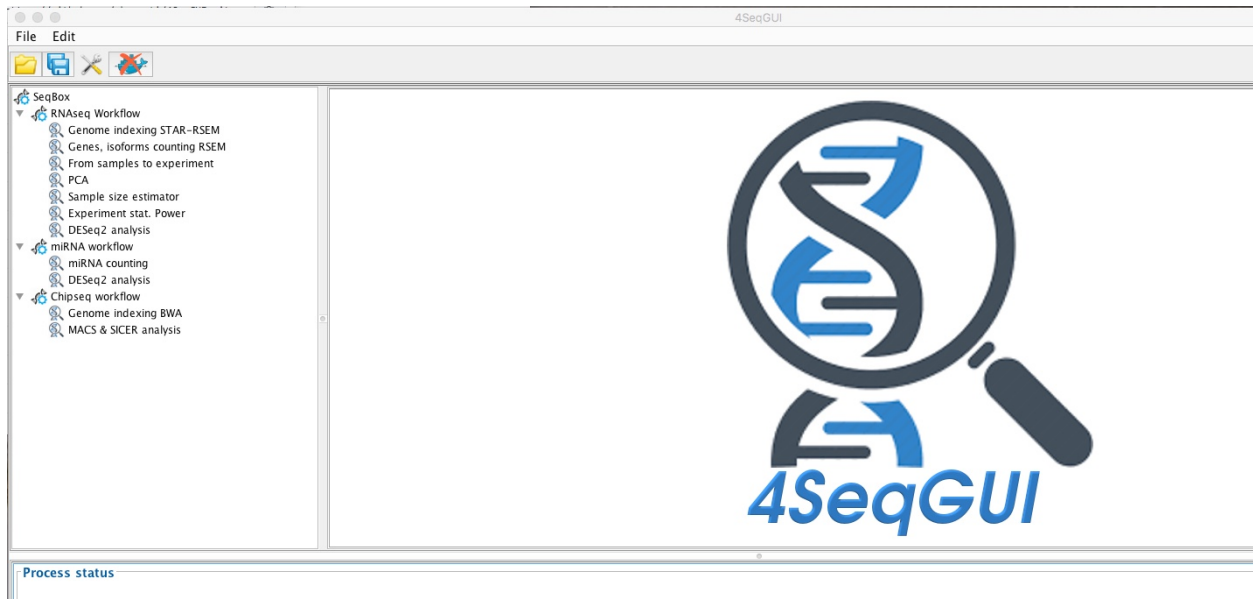 4SeqGUI
File Edit
SeqBox
RNAseq Workflow
Genome indexing STAR-RSEM
Genes, isoforms counting RSEM
From samples to experiment
PCA
Sample size estimator
Experiment stat. Power
DESeq2 analysis
miRNA workflow
miRNA counting
DESeq2 analysis
Chipseq workflow
Genome indexing BWA
MACS & SICER analysis
4SeqGUI
Process status